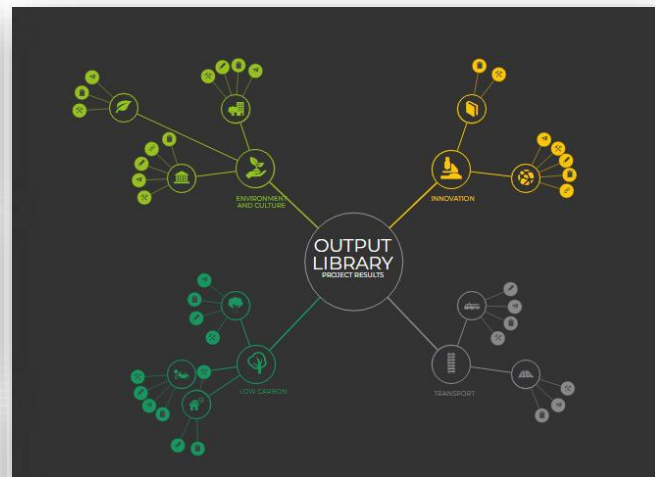 ENVIRONMENT
AND CULTURE
INNOVATION
OUTPUT
LIBRARY
PROJECT RESULTS
LOW CARBON
TRANSPORT